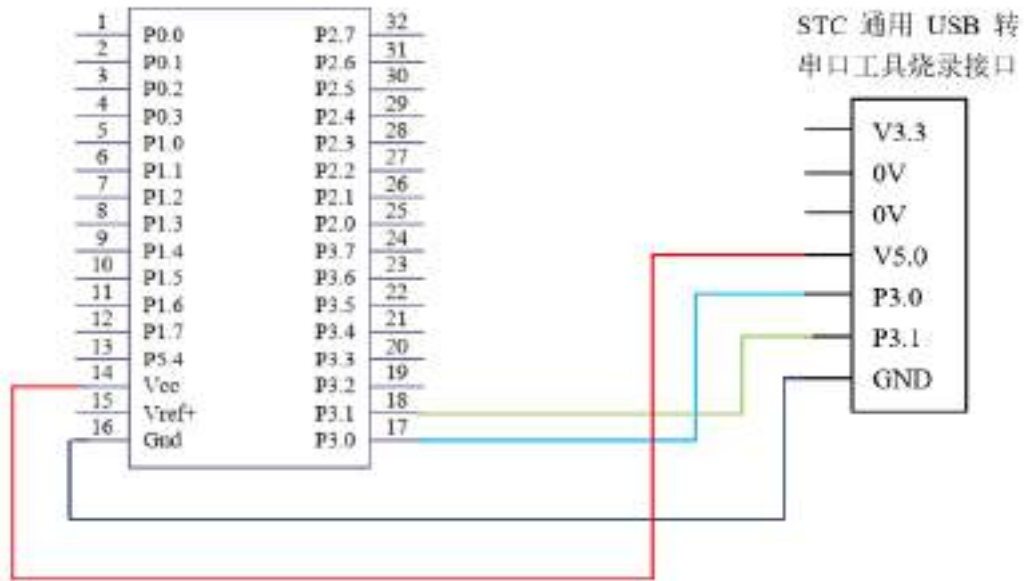 1 P0.0 P2.7 32
2 P0.1 P2.6 31
3 P0.2 P2.5 30
4 P0.3 P2.4 29
5 P1.0 P2.3 28
6 P1.1 P2.2 27
7 P1.2 P2.1 26
8 P1.3 P2.0 25
9 P1.4 P3.7 24
10 P1.5 P3.6 23
11 P1.6 P3.5 22
12 P1.7 P3.4 21
13 P5.4 P3.3 20
14 Vcc P3.2 19
15 Vref+ P3.1 18
16 Gnd P3.0 17
STC 通用 USB 转
串口工具烧录接口
V3.3
0V
0V
V5.0
P3.0
P3.1
GND